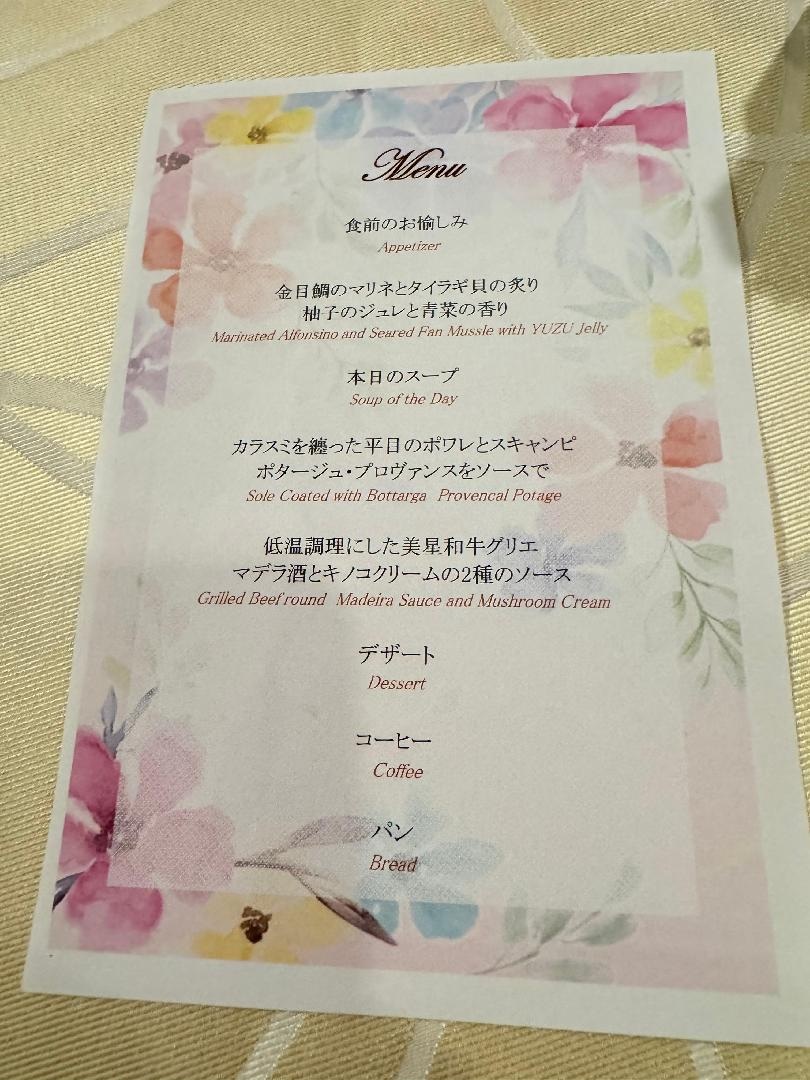 Menu
食前のお愉しみ
Appetizer
金目鯛のマリネとタイラギ貝の炙り
柚子のジュレと青菜の香り
Marinated Alfonsino and Seared Fan Mussle with YUZU Jelly
本日のスープ
Soup of the Day
カラスミを纏った平目のポワレとスキャンピ
ポタージュ・プロヴァンスをソースで
Sole Coated with Bottarga Provencal Potage
低温調理にした美星和牛グリエ
マデラ酒とキノコクリームの2種のソース
Grilled Beef round Madeira Sauce and Mushroom Cream
デザート
Dessert
コーヒー
Coffee
パン
Bread